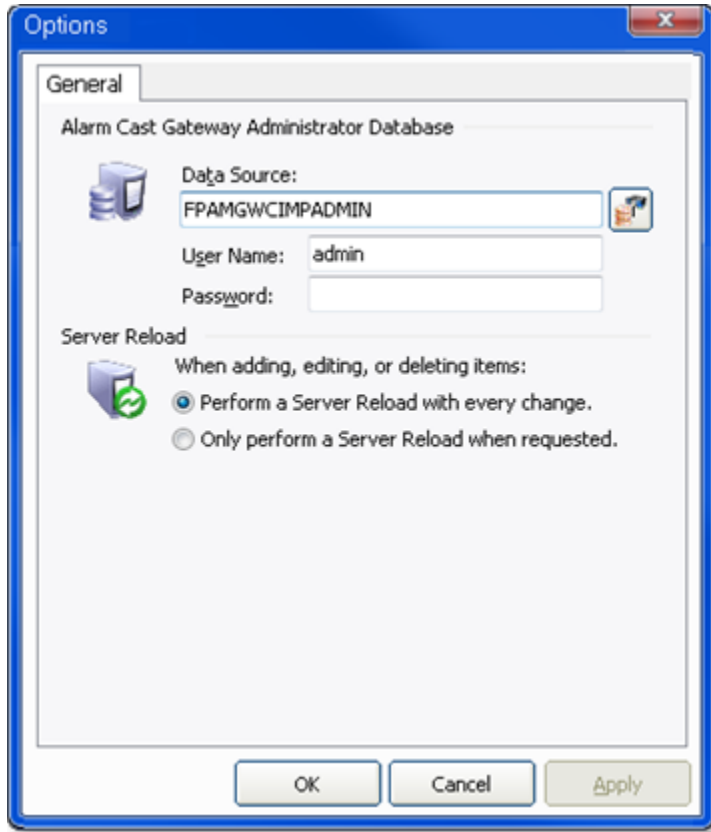 Options
General
Alarm Cast Gateway Administrator Database
Data Source:
FPAMGWCIMPADMIN
User Name: admin
Password:
Server Reload
When adding, editing, or deleting items:
Perform a Server Reload with every change.
Only perform a Server Reload when requested.
OK Cancel Apply